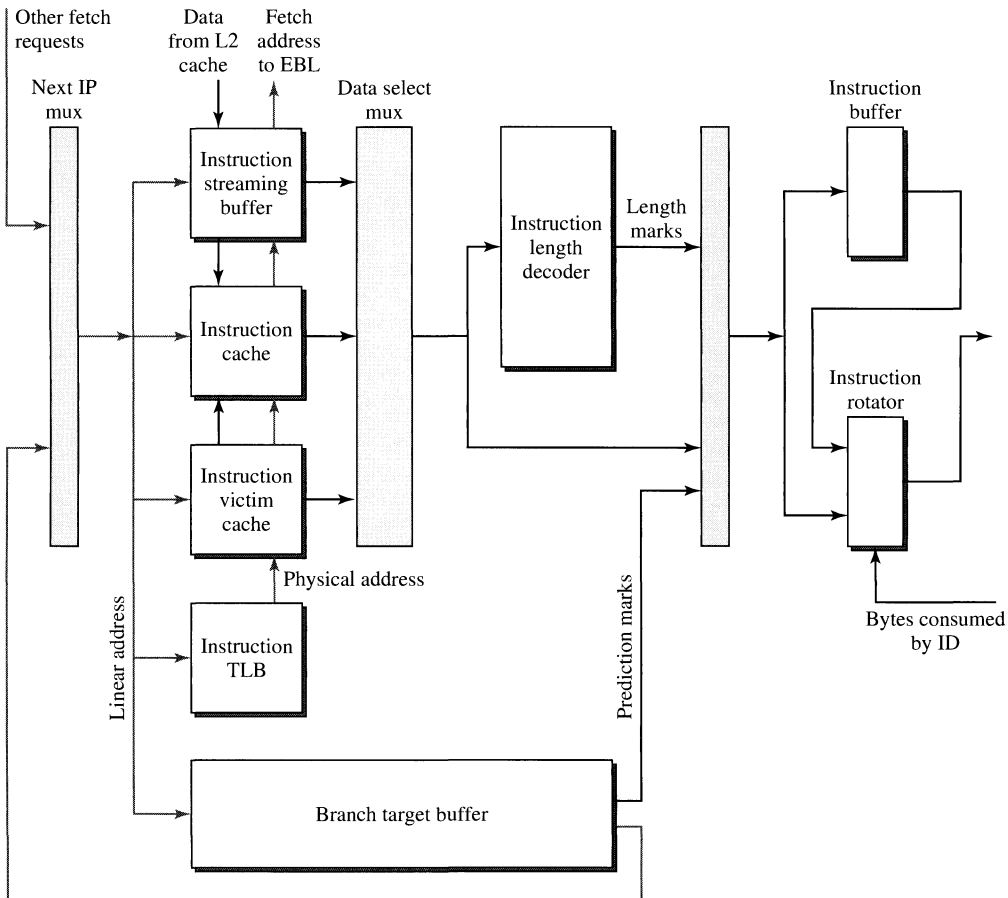 Other fetch
requests
Data
from L2
cache
Fetch
address
to EBL
Next IP
mux
Data select
mux
Instruction
buffer
Instruction
streaming
buffer
Instruction
length
decoder
Length
marks
Instruction
cache
Instruction
rotator
Instruction
victim
cache
Physical address
Bytes consumed
by ID
Linear address
Instruction
TLB
Prediction marks
Branch target buffer